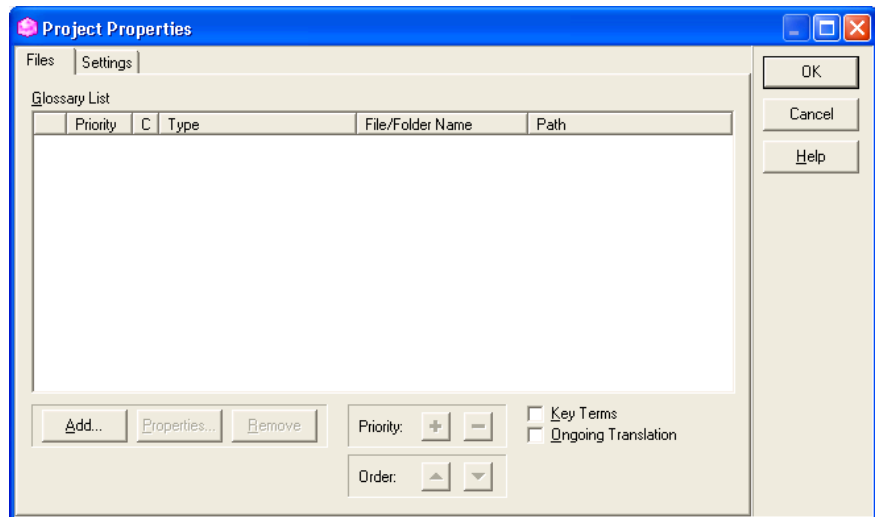 Project Properties
Files Settings
OK
Glossary List
Cancel
Priority C Type File/Folder Name Path
Help
Add... Properties... Remove Priority: + − Key Terms
Ongoing Translation
Order: